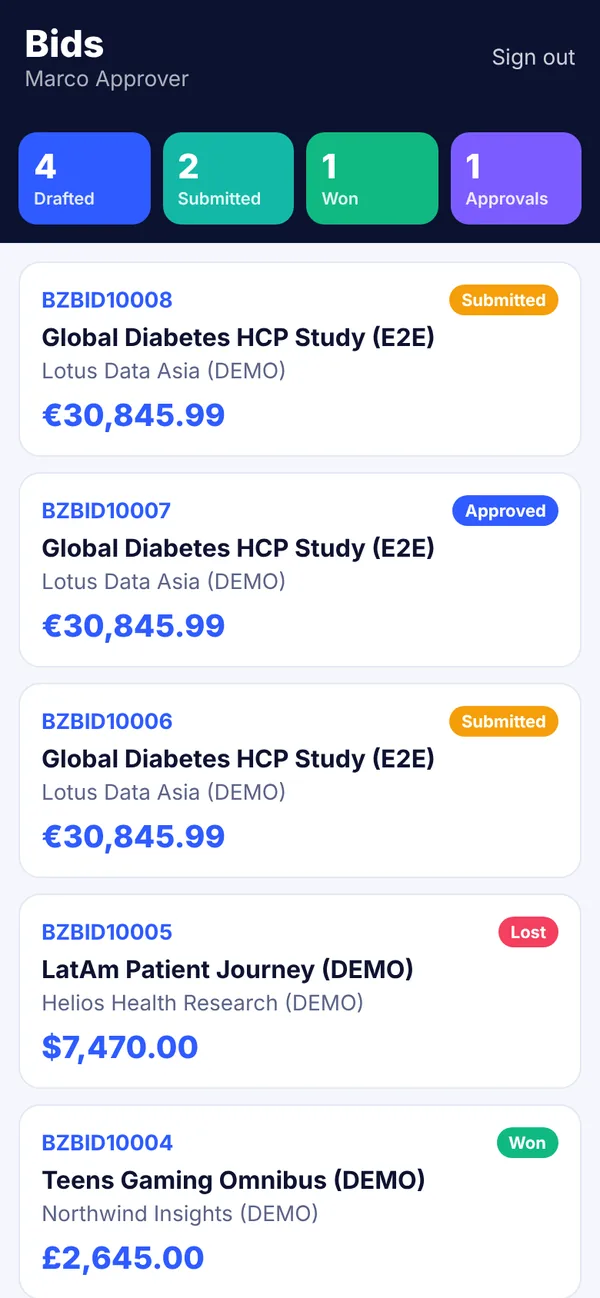 Bids
Marco Approver
Sign out
4
Drafted
2
Submitted
1
Won
1
Approvals
BZBID10008
Submitted
Global Diabetes HCP Study (E2E)
Lotus Data Asia (DEMO)
€30,845.99
BZBID10007
Approved
Global Diabetes HCP Study (E2E)
Lotus Data Asia (DEMO)
€30,845.99
BZBID10006
Submitted
Global Diabetes HCP Study (E2E)
Lotus Data Asia (DEMO)
€30,845.99
BZBID10005
Lost
LatAm Patient Journey (DEMO)
Helios Health Research (DEMO)
$7,470.00
BZBID10004
Won
Teens Gaming Omnibus (DEMO)
Northwind Insights (DEMO)
£2,645.00